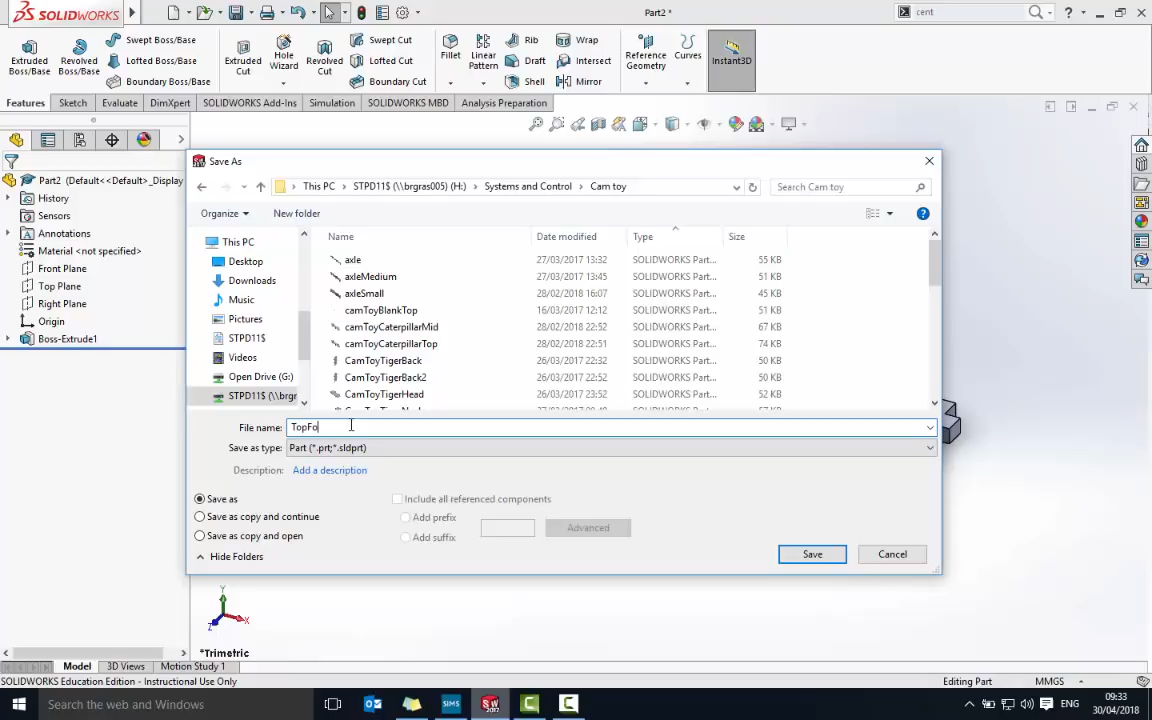 SOLIDWORKS
Part2 *
cent
Extruded Boss/Base
Revolved Boss/Base
Swept Boss/Base
Lofted Boss/Base
Boundary Boss/Base
Extruded Cut
Hole Wizard
Revolved Cut
Swept Cut
Lofted Cut
Boundary Cut
Fillet
Linear Pattern
Rib
Draft
Shell
Wrap
Intersect
Mirror
Reference Geometry
Curves
Instant3D
Features
Sketch
Evaluate
DimXpert
SOLIDWORKS Add-Ins
Simulation
SOLIDWORKS MBD
Analysis Preparation
Part2 (Default<<Default>_Display
History
Sensors
Annotations
Material <not specified>
Front Plane
Top Plane
Right Plane
Origin
Boss-Extrude1
Save As
This PC > STPD11$ (\\brgras005) (H:) > Systems and Control > Cam toy
Search Cam toy
Organize
New folder
This PC
Desktop
Downloads
Music
Pictures
STPD11$
Videos
Open Drive (G:)
STPD11$ (\\brgr
Name Date modified Type Size
axle 27/03/2017 13:32 SOLIDWORKS Part... 55 KB
axleMedium 27/03/2017 13:45 SOLIDWORKS Part... 51 KB
axleSmall 28/02/2018 16:07 SOLIDWORKS Part... 45 KB
camToyBlankTop 16/03/2017 12:12 SOLIDWORKS Part... 51 KB
camToyCaterpillarMid 28/02/2018 22:52 SOLIDWORKS Part... 67 KB
camToyCaterpillarTop 28/02/2018 22:51 SOLIDWORKS Part... 74 KB
CamToyTigerBack 26/03/2017 22:32 SOLIDWORKS Part... 50 KB
CamToyTigerBack2 26/03/2017 22:52 SOLIDWORKS Part... 50 KB
CamToyTigerHead 26/03/2017 23:52 SOLIDWORKS Part... 52 KB
File name: TopFo
Save as type: Part (*.prt;*.sldprt)
Description: Add a description
Save as
Save as copy and continue
Save as copy and open
Include all referenced components
Add prefix
Add suffix
Advanced
Hide Folders
Save
Cancel
Y
X
Z
*Trimetric
Model
3D Views
Motion Study 1
SOLIDWORKS Education Edition - Instructional Use Only
Editing Part
MMGS
Search the web and Windows
SIMS
SW
2017
ENG
09:33
30/04/2018